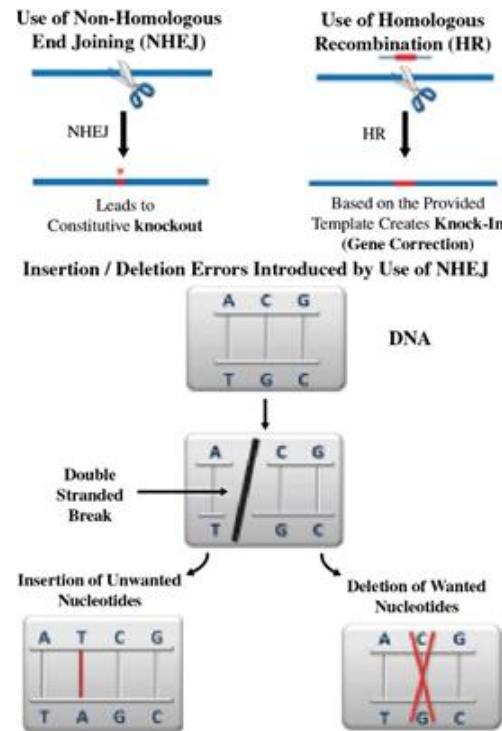 Use of Non-Homologous
End Joining (NHEJ)
NHEJ
Leads to
Constitutive knockout
Use of Homologous
Recombination (HR)
HR
Based on the Provided
Template Creates Knock-In
(Gene Correction)
Insertion / Deletion Errors Introduced by Use of NHEJ
A C G
T G C
DNA
Double
Stranded
Break
A C G
T G C
Insertion of Unwanted
Nucleotides
A T C G
T A G C
Deletion of Wanted
Nucleotides
A C G
T G C